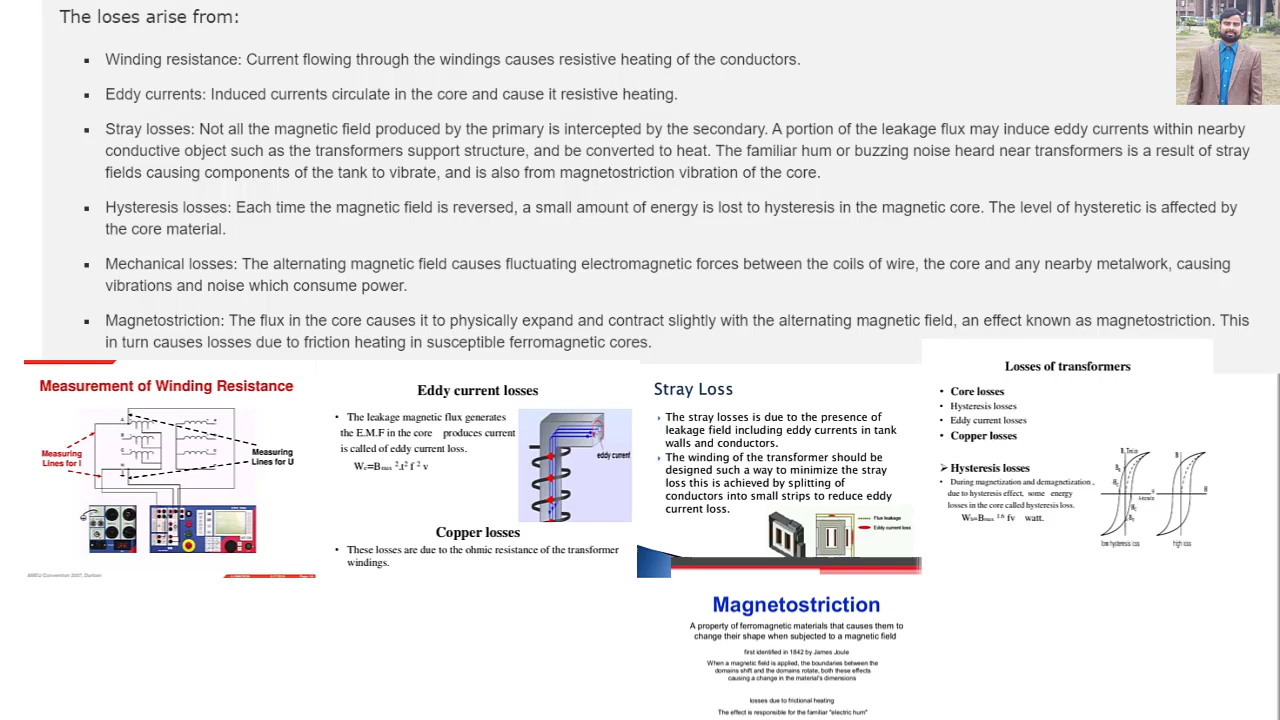 The loses arise from:
Winding resistance: Current flowing through the windings causes resistive heating of the conductors.
Eddy currents: Induced currents circulate in the core and cause it resistive heating.
Stray losses: Not all the magnetic field produced by the primary is intercepted by the secondary. A portion of the leakage flux may induce eddy currents within nearby
conductive object such as the transformers support structure, and be converted to heat. The familiar hum or buzzing noise heard near transformers is a result of stray
fields causing components of the tank to vibrate, and is also from magnetostriction vibration of the core.
Hysteresis losses: Each time the magnetic field is reversed, a small amount of energy is lost to hysteresis in the magnetic core. The level of hysteretic is affected by
the core material.
Mechanical losses: The alternating magnetic field causes fluctuating electromagnetic forces between the coils of wire, the core and any nearby metalwork, causing
vibrations and noise which consume power.
Magnetostriction: The flux in the core causes it to physically expand and contract slightly with the alternating magnetic field, an effect known as magnetostriction. This
in turn causes losses due to friction heating in susceptible ferromagnetic cores.
Measurement of Winding Resistance
Measuring
Lines for I
Measuring
Lines for U
AMEU Convention 2007, Durban
Eddy current losses
• The leakage magnetic flux generates
the E.M.F in the core produces current
is called of eddy current loss.
eddy current
Copper losses
• These losses are due to the ohmic resistance of the transformer
windings.
Stray Loss
The stray losses is due to the presence of
leakage field including eddy currents in tank
walls and conductors.
The winding of the transformer should be
designed such a way to minimize the stray
loss this is achieved by splitting of
conductors into small strips to reduce eddy
current loss.
Flux leakage
Eddy current loss
Losses of transformers
• Core losses
• Hysteresis losses
• Eddy current losses
• Copper losses
➢ Hysteresis losses
• During magnetization and demagnetization ,
due to hysteresis effect, some energy
losses in the core called hysteresis loss.
fv watt.
low hysteresis loss
high loss
Magnetostriction
A property of ferromagnetic materials that causes them to
change their shape when subjected to a magnetic field
first identified in 1842 by James Joule
When a magnetic field is applied, the boundaries between the
domains shift and the domains rotate, both these effects
causing a change in the material's dimensions
losses due to frictional heating
The effect is responsible for the familiar "electric hum"